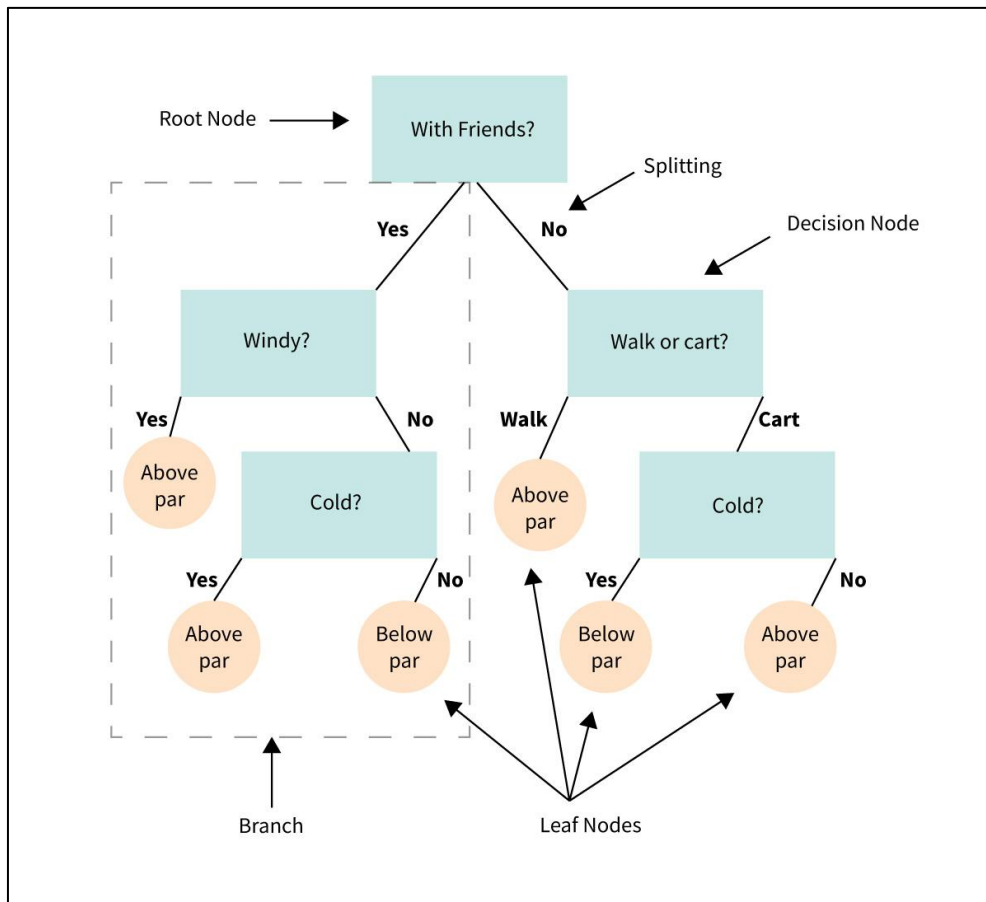 With Friends?
Root Node
Splitting
Yes
No
Decision Node
Windy?
Walk or cart?
Yes
No
Walk
Cart
Above
par
Cold?
Above
par
Cold?
Yes
No
Yes
No
Above
par
Below
par
Below
par
Above
par
Branch
Leaf Nodes